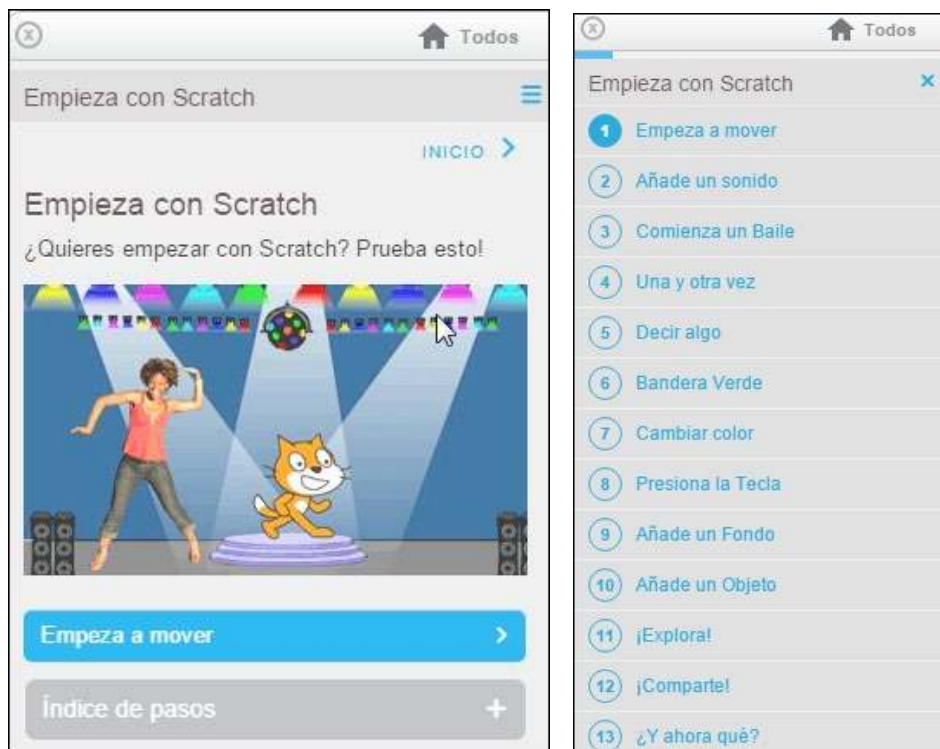 Todos
Empieza con Scratch
INICIO
Empieza con Scratch
¿Quieres empezar con Scratch? Prueba esto!
Empeza a mover
Índice de pasos
Todos
Empieza con Scratch
1 Empeza a mover
2 Añade un sonido
3 Comienza un Baile
4 Una y otra vez
5 Decir algo
6 Bandera Verde
7 Cambiar color
8 Presiona la Tecla
9 Añade un Fondo
10 Añade un Objeto
11 ¡Explora!
12 ¡Comparte!
13 ¿Y ahora qué?